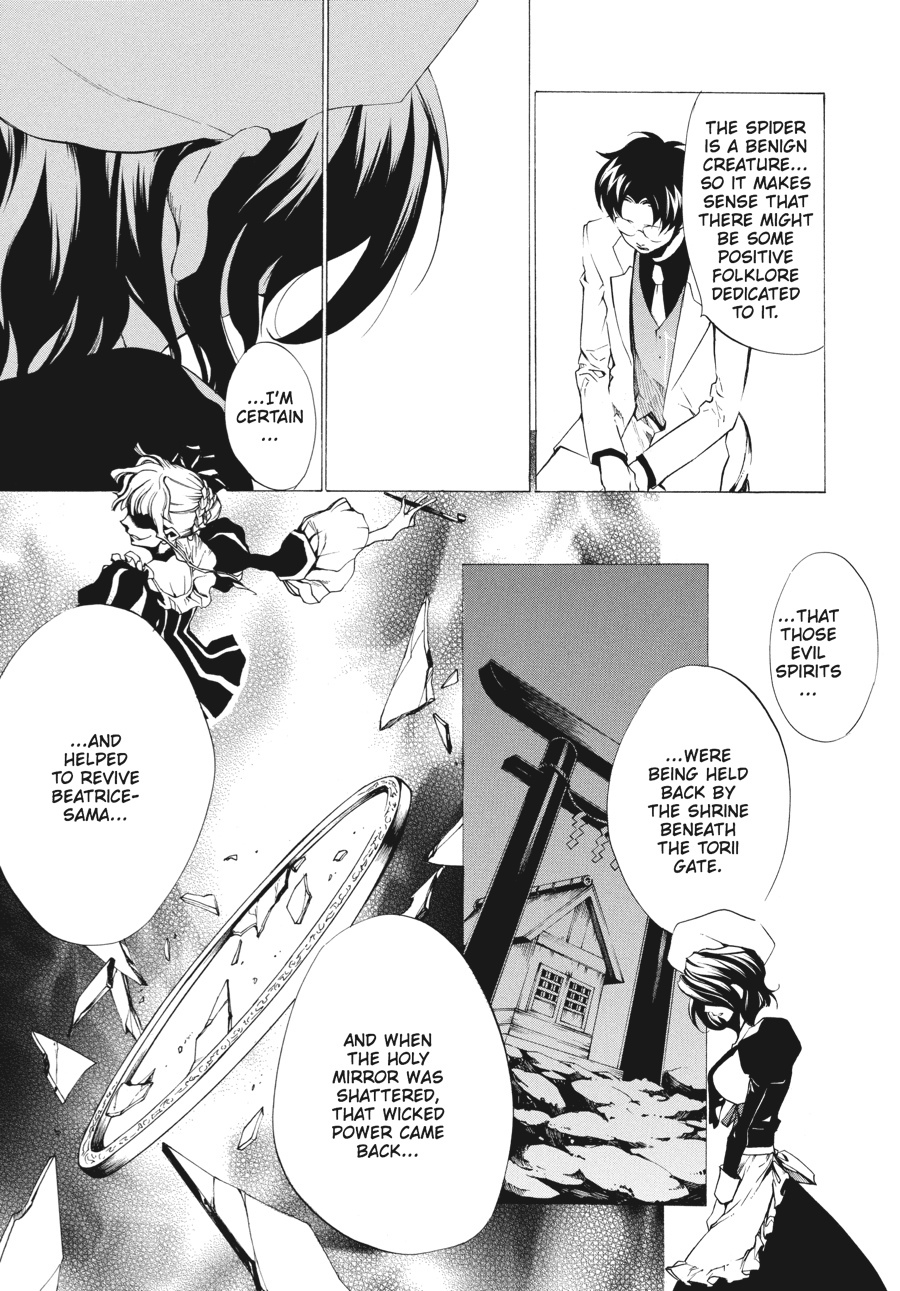 THE SPIDER
IS A BENIGN
CREATURE...
SO IT MAKES
SENSE THAT
THERE MIGHT
BE SOME
POSITIVE
FOLKLORE
DEDICATED
TO IT.
...I'M
CERTAIN
...
...THAT
THOSE
EVIL
SPIRITS
...
...WERE
BEING HELD
BACK BY
THE SHRINE
BENEATH
THE TORII
GATE.
AND WHEN
THE HOLY
MIRROR WAS
SHATTERED,
THAT WICKED
POWER CAME
BACK...
...AND
HELPED
TO REVIVE
BEATRICE-
SAMA...